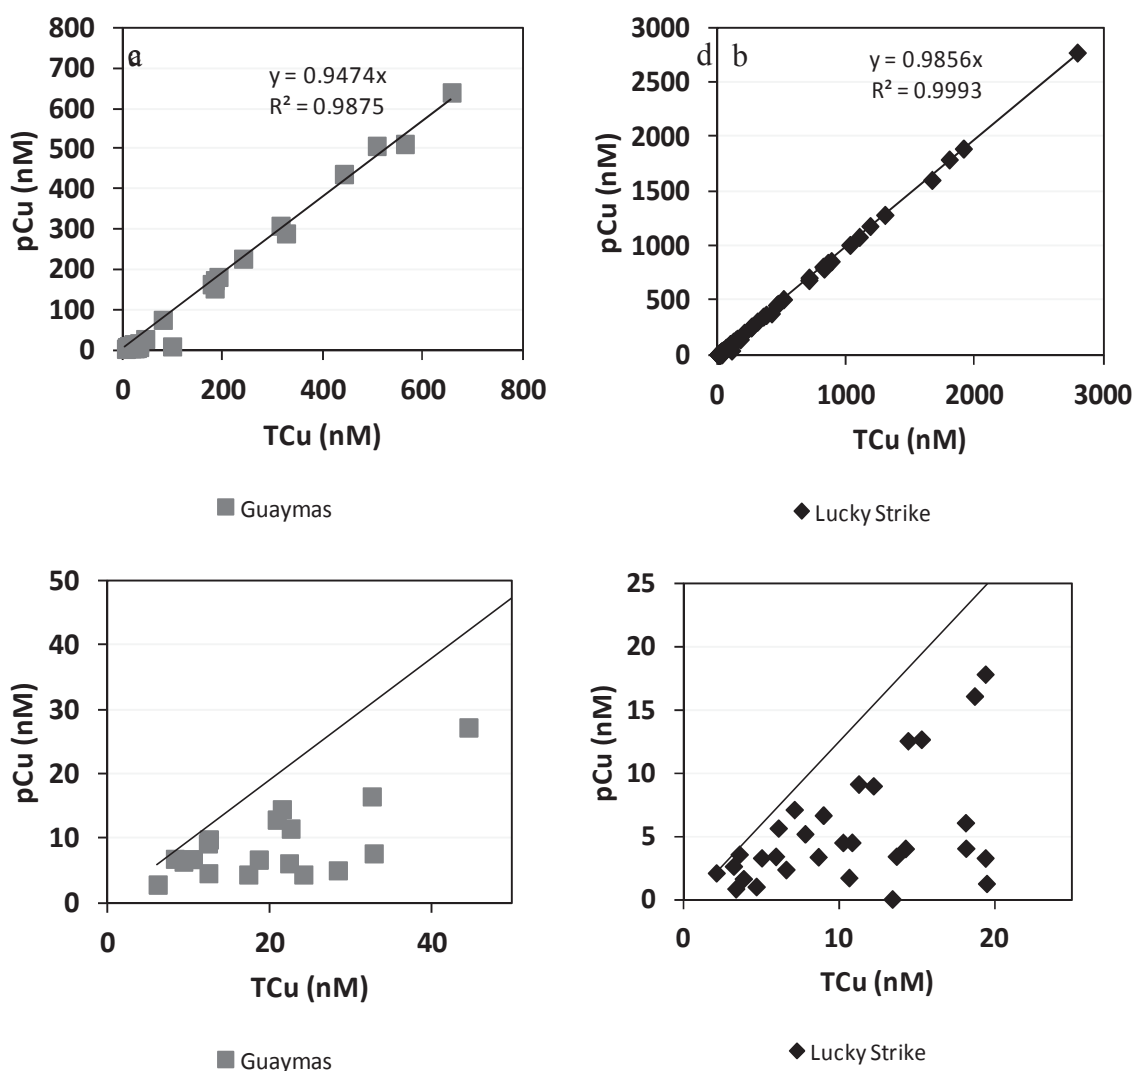 a
y = 0.9474x
R² = 0.9875
800
700
600
500
400
300
200
100
0
pCu (nM)
0 200 400 600 800
TCu (nM)
Guaymas
d b
y = 0.9856x
R² = 0.9993
3000
2500
2000
1500
1000
500
0
pCu (nM)
0 1000 2000 3000
TCu (nM)
Lucky Strike
50
40
30
20
10
0
pCu (nM)
0 20 40
TCu (nM)
Guaymas
25
20
15
10
5
0
pCu (nM)
0 10 20
TCu (nM)
Lucky Strike